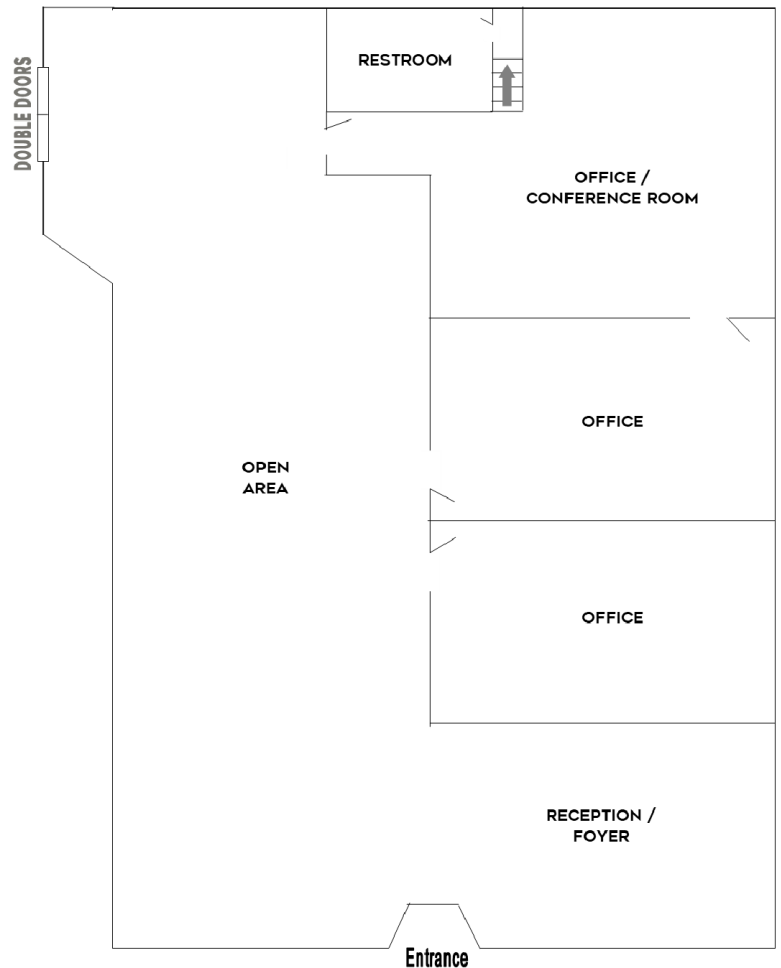 RESTROOM
DOUBLE DOORS
OFFICE /
CONFERENCE ROOM
OFFICE
OPEN
AREA
OFFICE
RECEPTION /
FOYER
Entrance